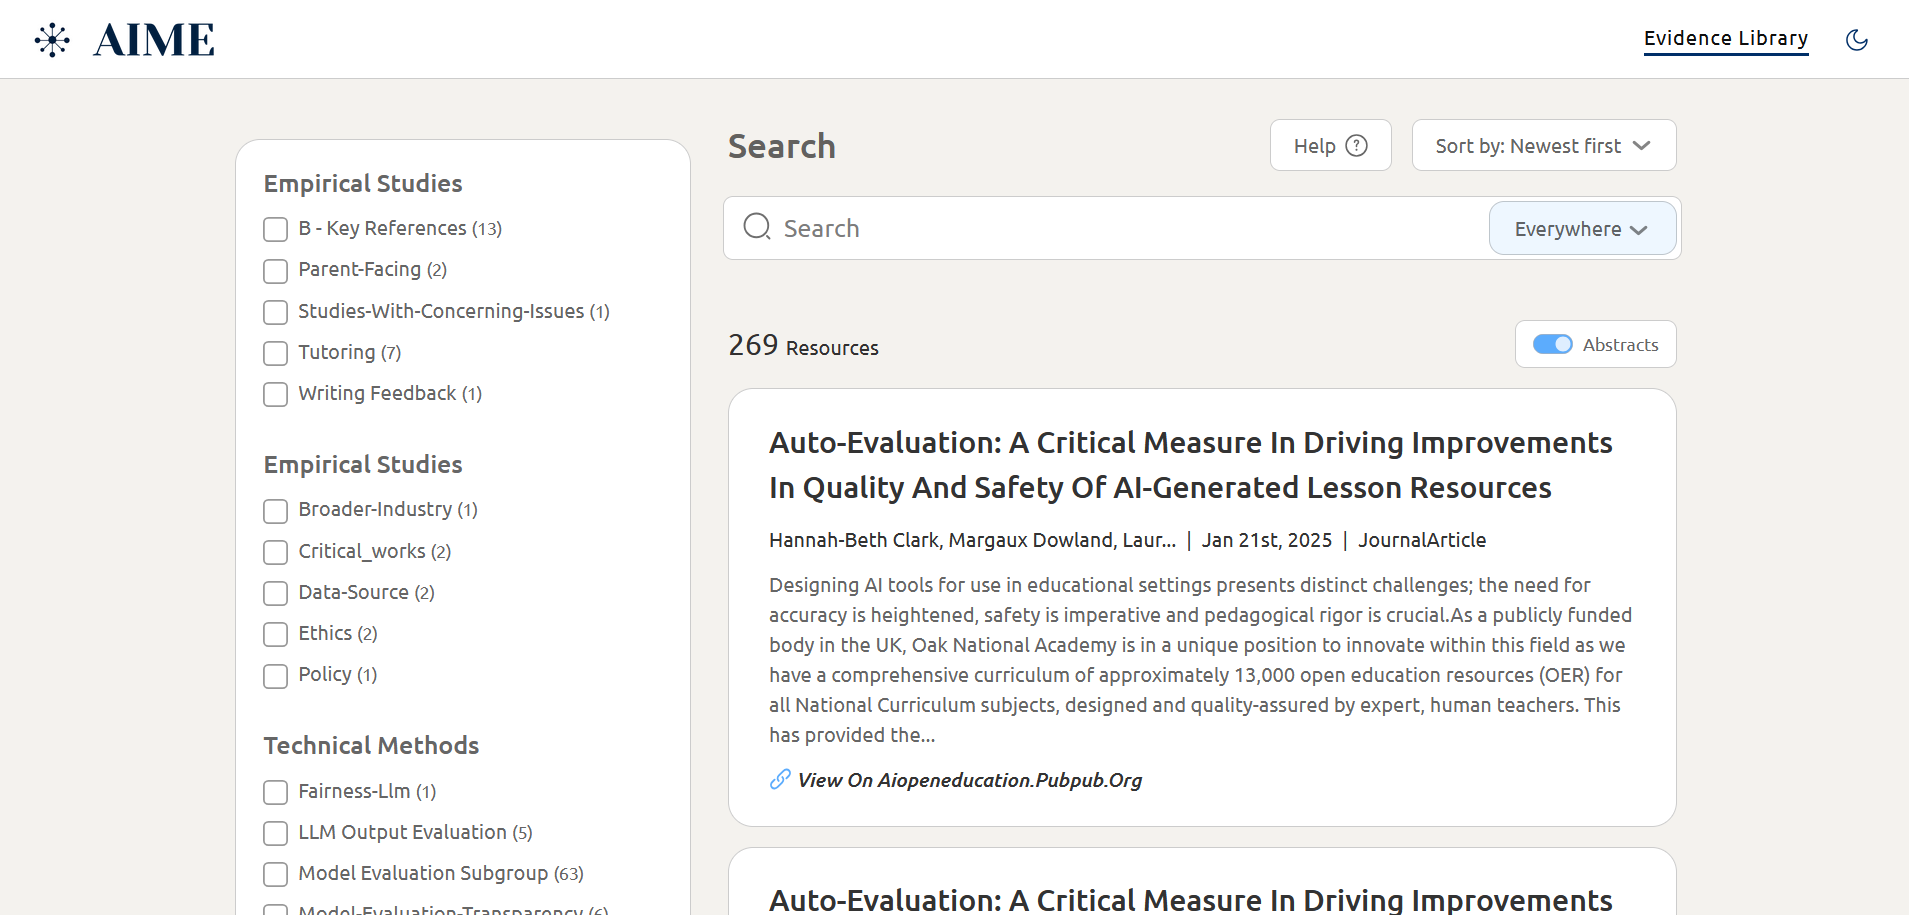 AIME
Evidence Library
Empirical Studies
B - Key References (13)
Parent-Facing (2)
Studies-With-Concerning-Issues (1)
Tutoring (7)
Writing Feedback (1)
Empirical Studies
Broader-Industry (1)
Critical_works (2)
Data-Source (2)
Ethics (2)
Policy (1)
Technical Methods
Fairness-Llm (1)
LLM Output Evaluation (5)
Model Evaluation Subgroup (63)
Model-Evaluation-Transparency (6)
Search
Help ?
Sort by: Newest first
Search
Everywhere
269 Resources
Abstracts
Auto-Evaluation: A Critical Measure In Driving Improvements
In Quality And Safety Of AI-Generated Lesson Resources
Hannah-Beth Clark, Margaux Dowland, Laur... | Jan 21st, 2025 | JournalArticle
Designing AI tools for use in educational settings presents distinct challenges; the need for
accuracy is heightened, safety is imperative and pedagogical rigor is crucial.As a publicly funded
body in the UK, Oak National Academy is in a unique position to innovate within this field as we
have a comprehensive curriculum of approximately 13,000 open education resources (OER) for
all National Curriculum subjects, designed and quality-assured by expert, human teachers. This
has provided the...
View On Aiopeneducation.Pubpub.Org
Auto-Evaluation: A Critical Measure In Driving Improvements